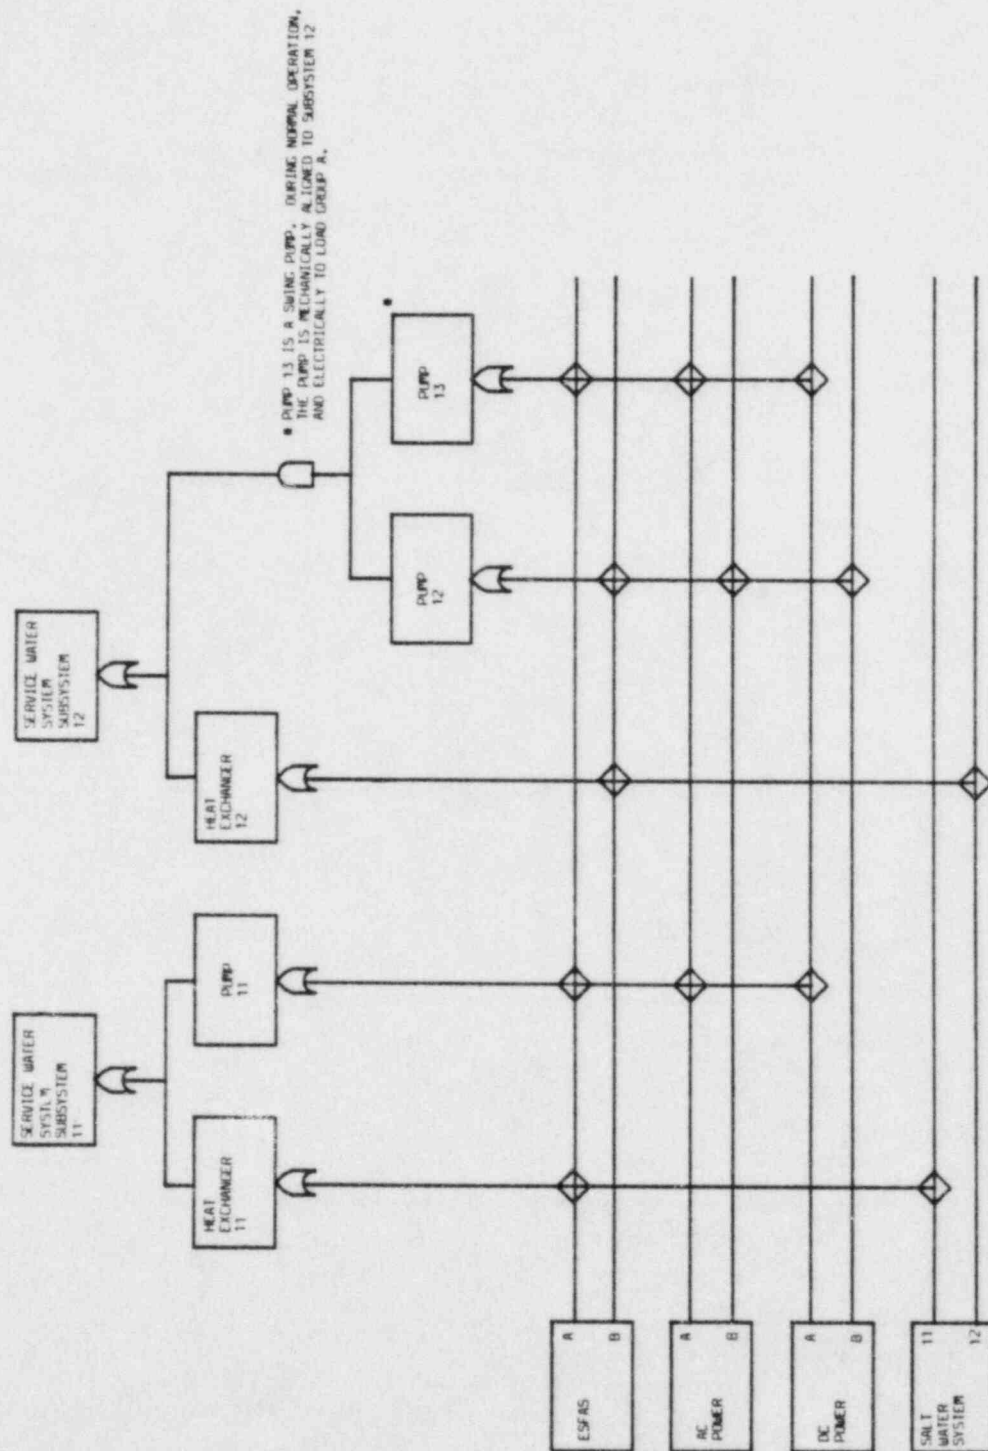 SERVICE WATER
SYSTEM
SUBSYSTEM
11
SERVICE WATER
SYSTEM
SUBSYSTEM
12
HEAT
EXCHANGER
11
PUMP
11
HEAT
EXCHANGER
12
• PUMP 13 IS A SWING PUMP. DURING NORMAL OPERATION,
THE PUMP IS MECHANICALLY ALIGNED TO SUBSYSTEM 12
AND ELECTRICALLY TO LOAD GROUP A.
PUMP
12
PUMP
13
•
ESFAS
A
B
AC
POWER
A
B
DC
POWER
A
B
SALT
WATER
SYSTEM
11
12